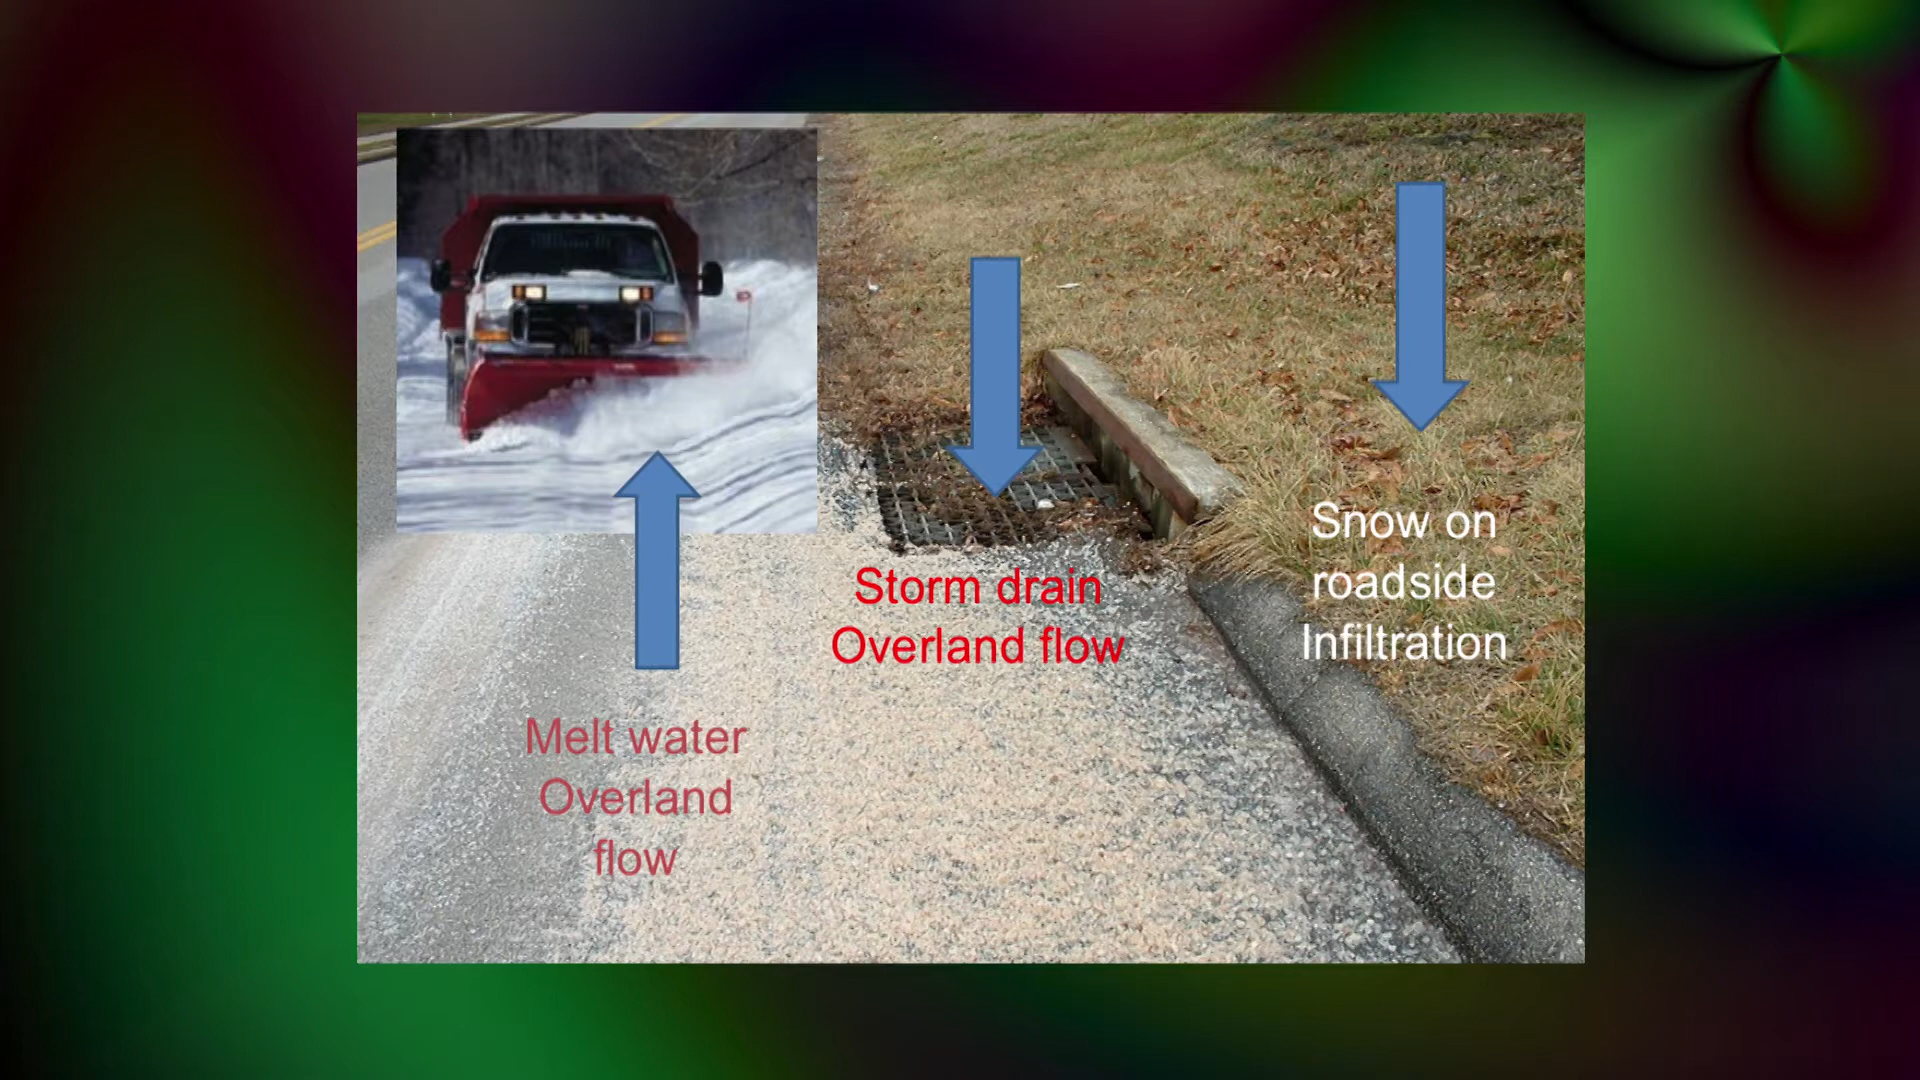 Melt water
Overland
flow
Storm drain
Overland flow
Snow on
roadside
Infiltration